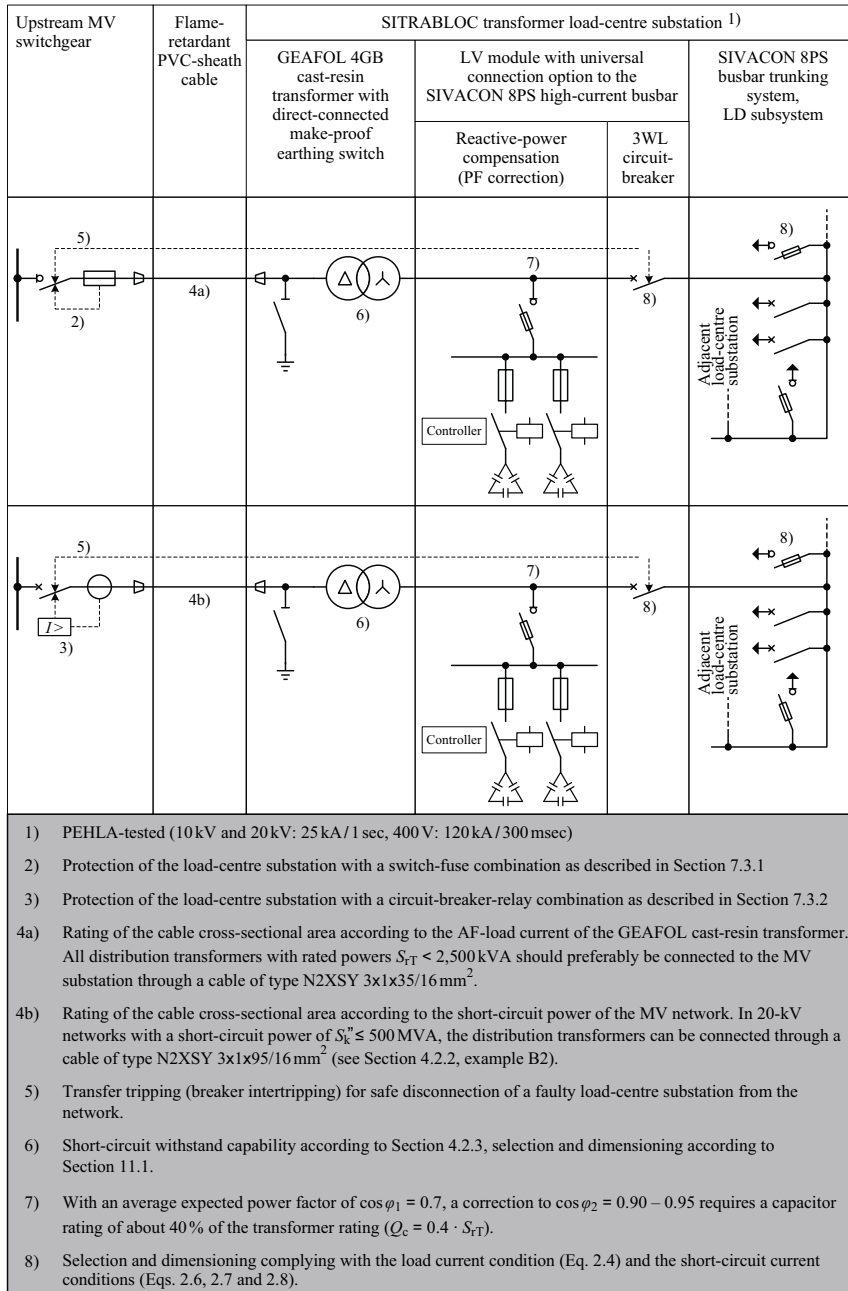 Upstream MV
switchgear
Flame-
retardant
PVC-sheath
cable
SITRABLOC transformer load-centre substation 1)
GEAFOL 4GB
cast-resin
transformer with
direct-connected
make-proof
earthing switch
LV module with universal
connection option to the
SIVACON 8PS high-current busbar
SIVACON 8PS
busbar trunking
system,
LD subsystem
Reactive-power
compensation
(PF correction)
3WL
circuit-
breaker
5)
2)
4a)
6)
7)
8)
8)
Controller
Adjacent
load-centre
substation
5)
I>
3)
4b)
6)
7)
8)
8)
Controller
Adjacent
load-centre
substation
1) PEHLA-tested (10 kV and 20 kV: 25 kA / 1 sec, 400 V: 120 kA / 300 msec)
2) Protection of the load-centre substation with a switch-fuse combination as described in Section 7.3.1
3) Protection of the load-centre substation with a circuit-breaker-relay combination as described in Section 7.3.2
4a) Rating of the cable cross-sectional area according to the AF-load current of the GEAFOL cast-resin transformer.
All distribution transformers with rated powers SrT < 2,500 kVA should preferably be connected to the MV
substation through a cable of type N2XSY 3x1x35/16 mm².
4b) Rating of the cable cross-sectional area according to the short-circuit power of the MV network. In 20-kV
networks with a short-circuit power of Sk" ≤ 500 MVA, the distribution transformers can be connected through a
cable of type N2XSY 3x1x95/16 mm² (see Section 4.2.2, example B2).
5) Transfer tripping (breaker intertripping) for safe disconnection of a faulty load-centre substation from the
network.
6) Short-circuit withstand capability according to Section 4.2.3, selection and dimensioning according to
Section 11.1.
7) With an average expected power factor of cos φ1 = 0.7, a correction to cos φ2 = 0.90 – 0.95 requires a capacitor
rating of about 40 % of the transformer rating (Qc = 0.4 · SrT).
8) Selection and dimensioning complying with the load current condition (Eq. 2.4) and the short-circuit current
conditions (Eqs. 2.6, 2.7 and 2.8).